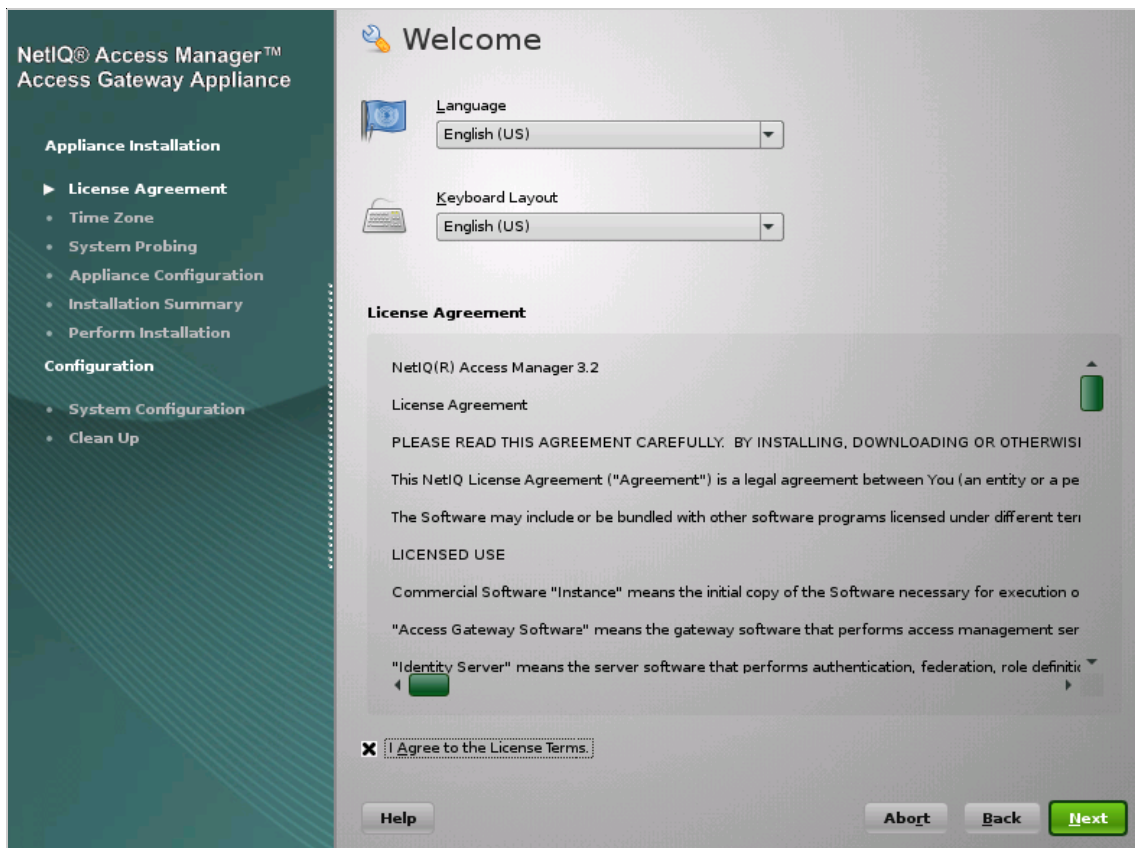 NetIQ® Access Manager™
Access Gateway Appliance
Appliance Installation
License Agreement
Time Zone
System Probing
Appliance Configuration
Installation Summary
Perform Installation
Configuration
System Configuration
Clean Up
Welcome
Language
English (US)
Keyboard Layout
English (US)
License Agreement
NetIQ(R) Access Manager 3.2
License Agreement
PLEASE READ THIS AGREEMENT CAREFULLY. BY INSTALLING, DOWNLOADING OR
This NetIQ License Agreement ("Agreement") is a legal agreement between You (an entity or a pe
The Software may include or be bundled with other software programs licensed under different
LICENSED USE
Commercial Software "Instance" means the initial copy of the Software necessary for execution o
"Access Gateway Software" means the gateway software that performs access management ser
"Identity Server" means the server software that performs authentication, federation, role
I Agree to the License Terms.
Help
Abort
Back
Next